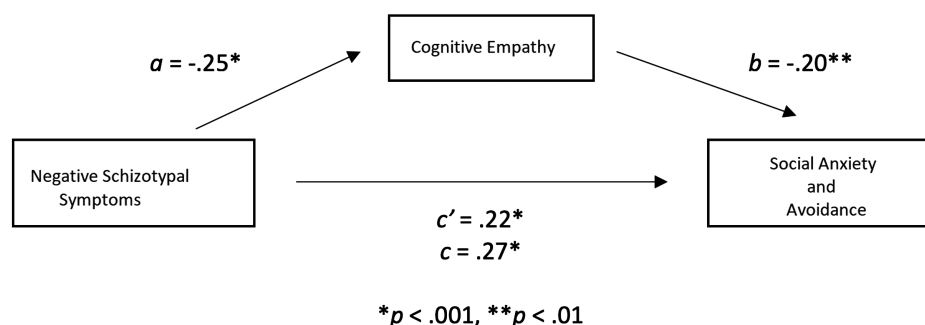 Cognitive Empathy
a = -.25*
b = -.20**
Negative Schizotypal
Symptoms
Social Anxiety
and
Avoidance
c’ = .22*
c = .27*
*p < .001, **p < .01